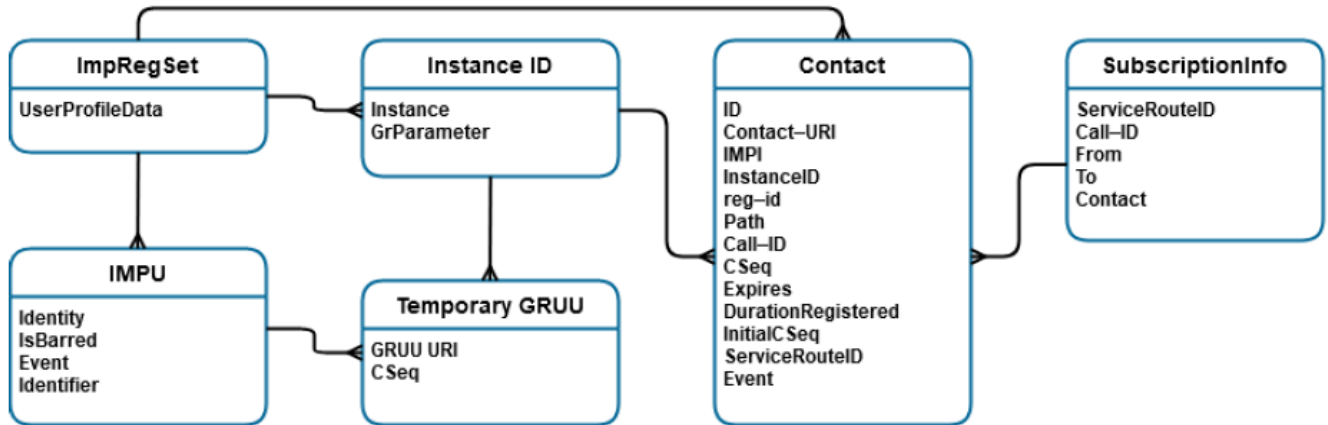 ImpRegSet
UserProfileData
Instance ID
Instance
GrParameter
Contact
ID
Contact–URI
IMPI
InstanceID
reg–id
Path
Call–ID
CSeq
Expires
DurationRegistered
InitialCSeq
ServiceRouteID
Event
SubscriptionInfo
ServiceRouteID
Call–ID
From
To
Contact
IMPU
Identity
IsBarred
Event
Identifier
Temporary GRUU
GRUU URI
CSeq